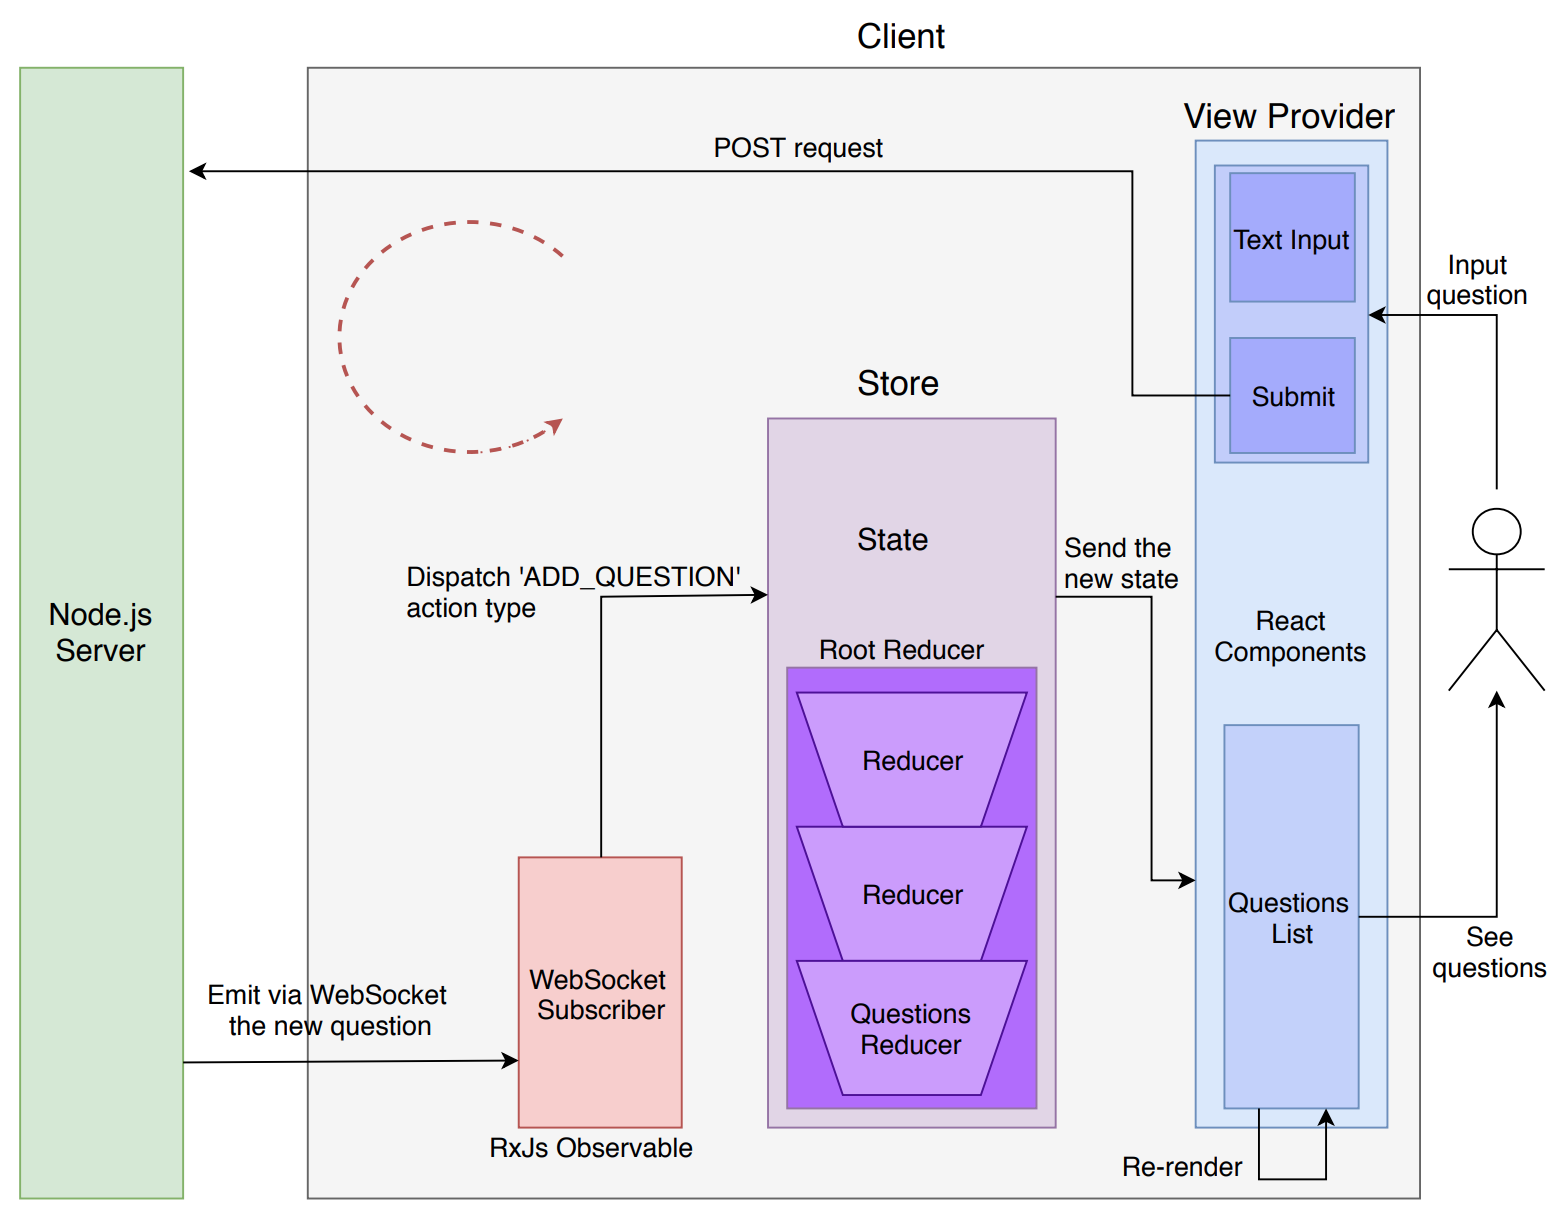 Client
View Provider
POST request
Text Input
Input
question
Submit
Store
State
Send the
new state
Dispatch 'ADD_QUESTION'
action type
Node.js
Server
React
Components
Root Reducer
Reducer
Reducer
Questions
List
See
questions
WebSocket
Subscriber
Emit via WebSocket
the new question
Questions
Reducer
RxJs Observable
Re-render